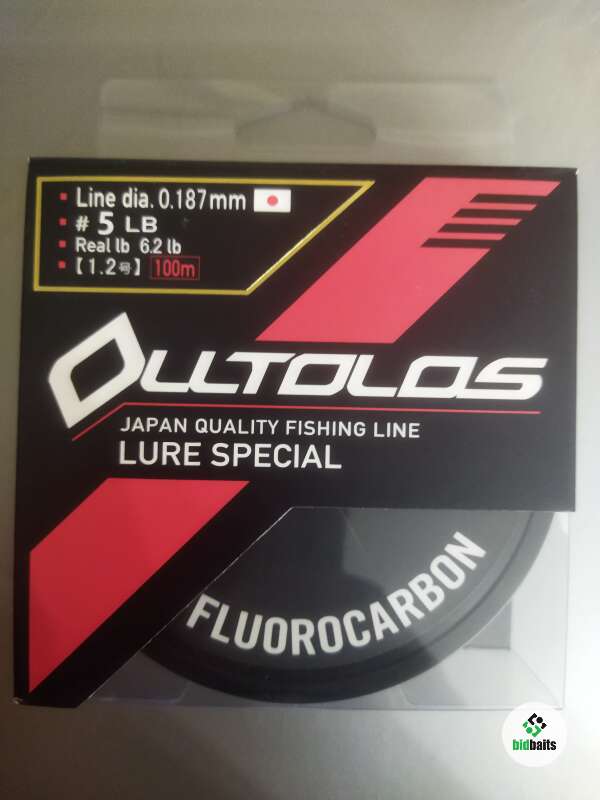 Line dia. 0.187mm
# 5 LB
Real lb 6.2 lb
【1.2号】 100m
OLLTOLOS
JAPAN QUALITY FISHING LINE
LURE SPECIAL
FLUOROCARBON
bidbaits